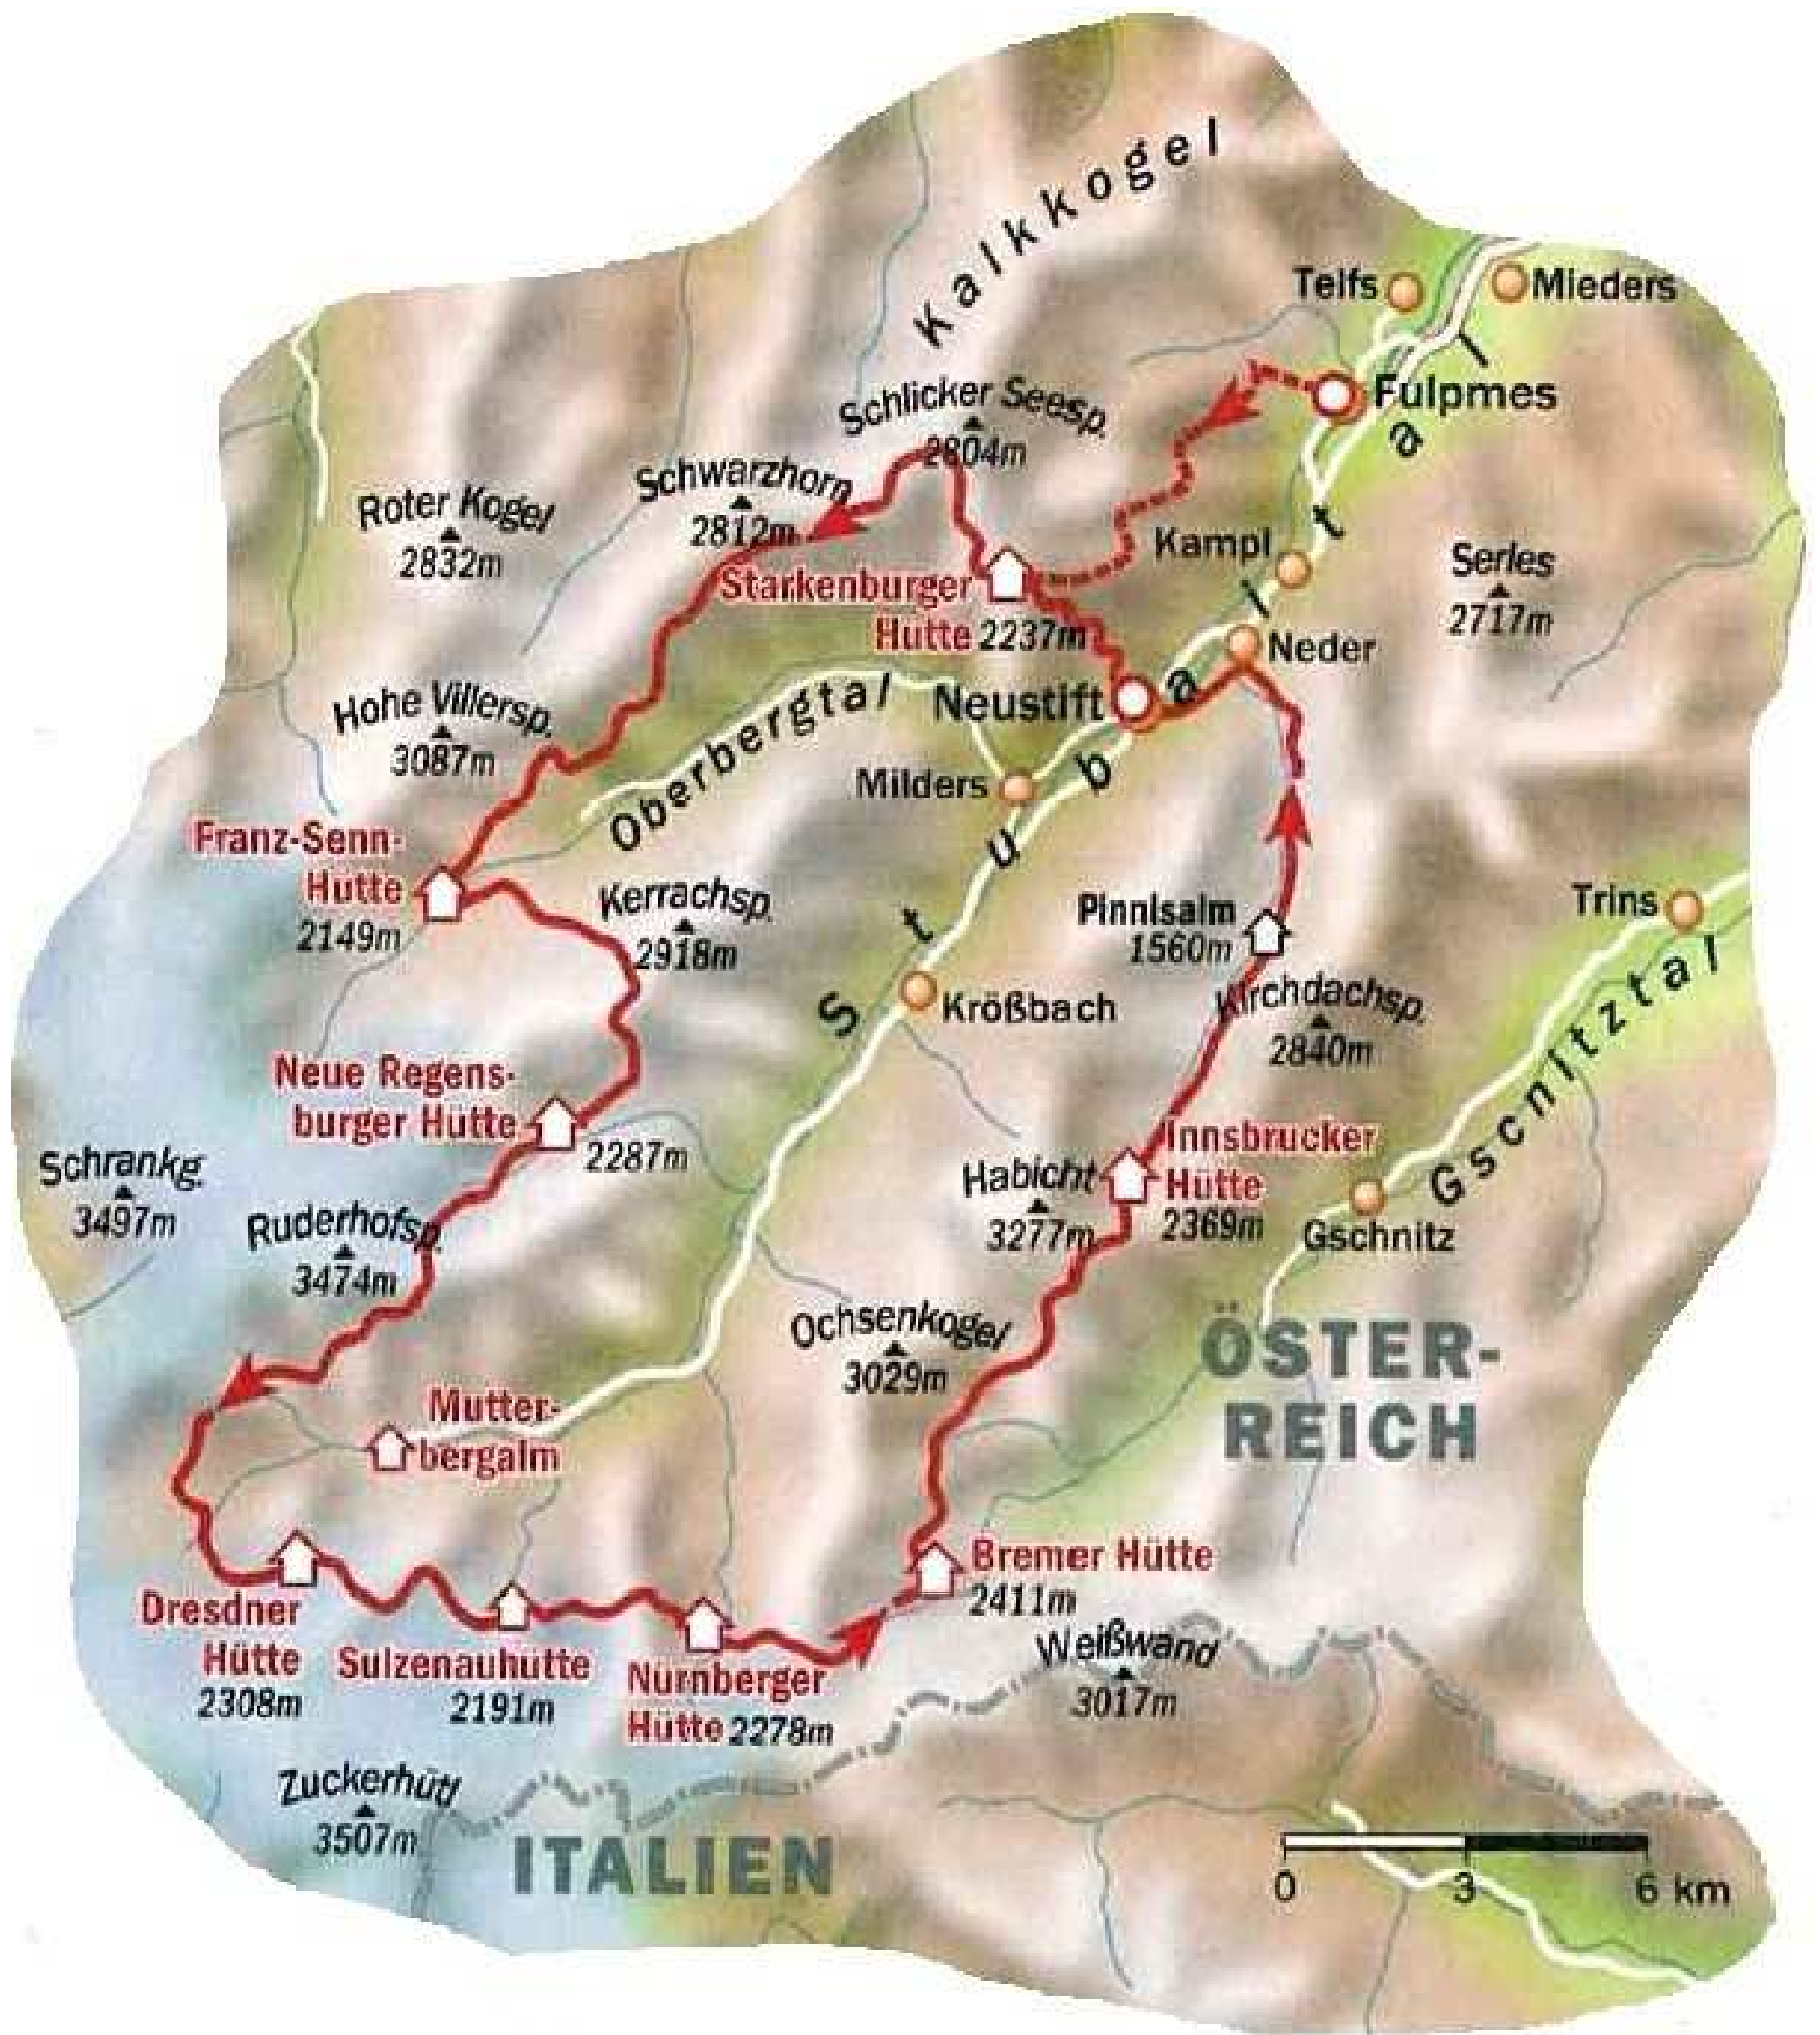 Kalkkogel
Telfs
Mieders
Fulpmes
Schlicker Seesp.
2804m
Schwarzhorn
2812m
Roter Kogel
2832m
Kampl
Serles
2717m
Starkenburger
Hütte 2237m
Neder
Neustift
Stubaital
Oberbergtal
Hohe Villersp.
3087m
Milders
Franz-Senn-
Hütte
2149m
Kerrachsp.
2918m
Pinnisalm
1560m
Trins
Kirchdachsp.
2840m
Krößbach
Gschnitztal
Neue Regens-
burger Hütte
2287m
Schrankg.
3497m
Innsbrucker
Hütte
2369m
Habicht
3277m
Ruderhofsp.
3474m
Gschnitz
Ochsenkogel
3029m
ÖSTER-
REICH
Mutter-
bergalm
Bremer Hütte
2411m
Dresdner
Hütte
2308m
Sulzenauhütte
2191m
Nürnberger
Hütte 2278m
Weißwand
3017m
Zuckerhütl
3507m
ITALIEN
0 3 6 km